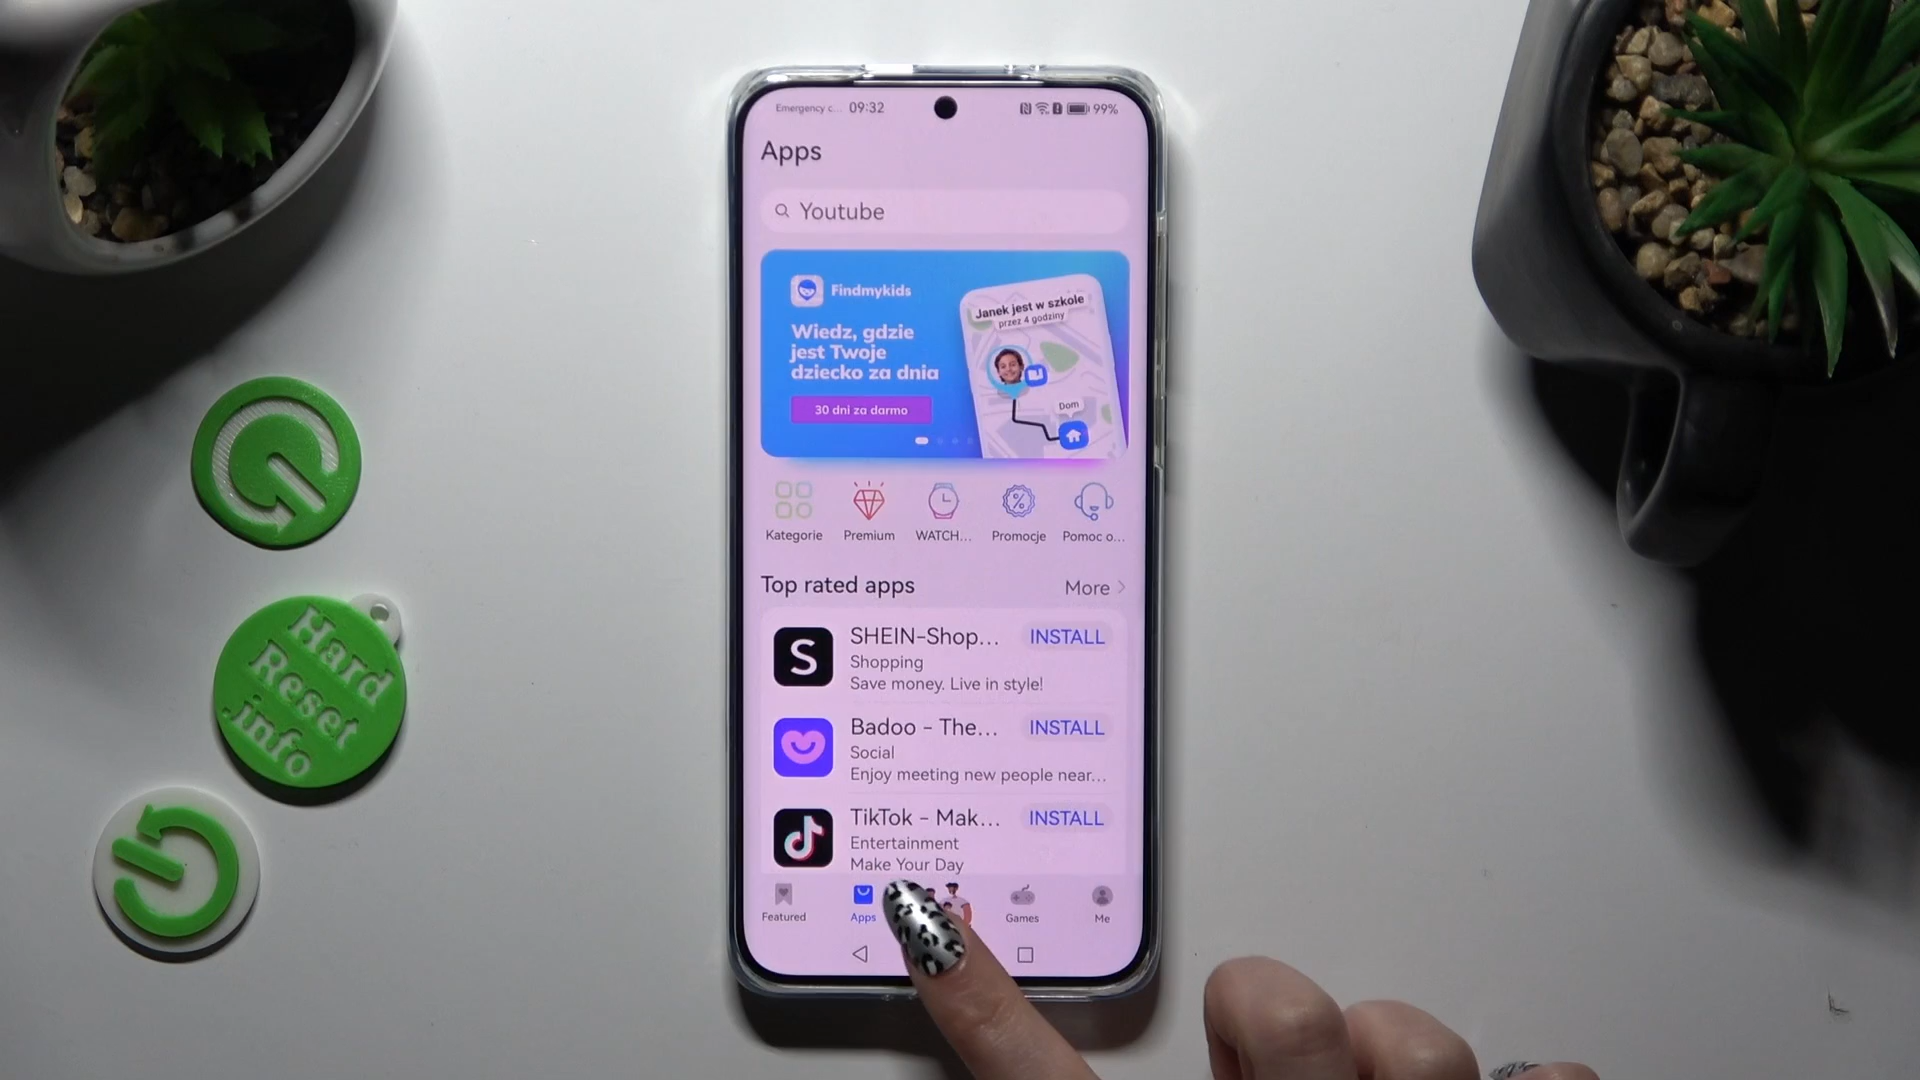 Emergency c... 09:32 99%
Apps
Youtube
Findmykids
Wiedz, gdzie
jest Twoje
dziecko za dnia
30 dni za darmo
Janek jest w szkole
przez 4 godziny
Dom
Kategorie Premium WATCH... Promocje Pomoc o...
Top rated apps More
S SHEIN-Shop... INSTALL
Shopping
Save money. Live in style!
Badoo - The... INSTALL
Social
Enjoy meeting new people near...
TikTok - Mak... INSTALL
Entertainment
Make Your Day
Featured Apps Games Me
Hard
Reset
.info